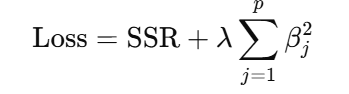 Loss = SSR + λ ∑_{j=1}^{p} β_j^2